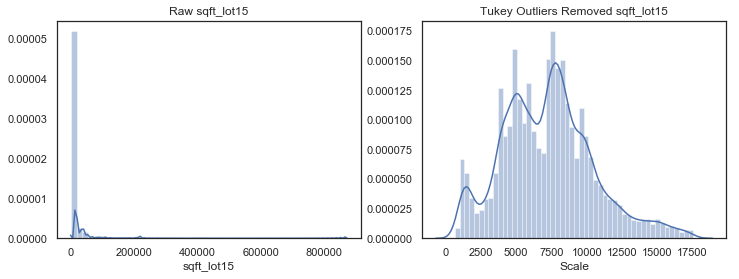 Raw sqft_lot15
0.00005
0.00004
0.00003
0.00002
0.00001
0.00000
0 200000 400000 600000 800000
sqft_lot15
Tukey Outliers Removed sqft_lot15
0.000175
0.000150
0.000125
0.000100
0.000075
0.000050
0.000025
0.000000
0 2500 5000 7500 10000 12500 15000 17500
Scale